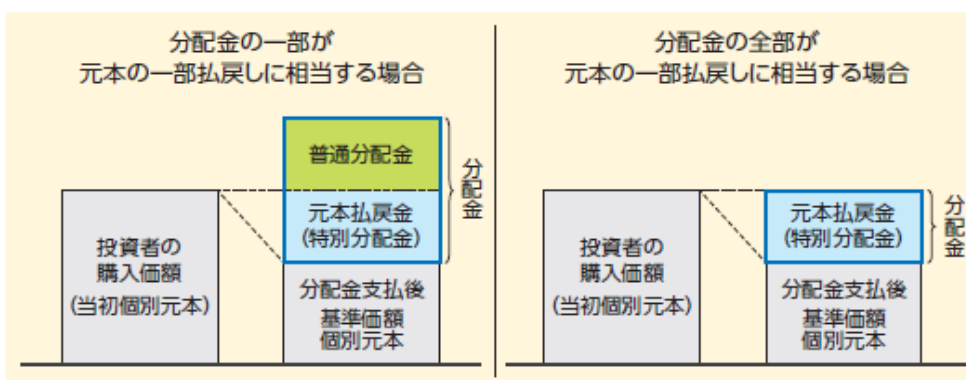 分配金の一部が
元本の一部払戻しに相当する場合
普通分配金
元本払戻金
(特別分配金)
分配金
投資者の
購入価額
(当初個別元本)
分配金支払後
基準価額
個別元本
分配金の全部が
元本の一部払戻しに相当する場合
元本払戻金
(特別分配金)
分配金
投資者の
購入価額
(当初個別元本)
分配金支払後
基準価額
個別元本